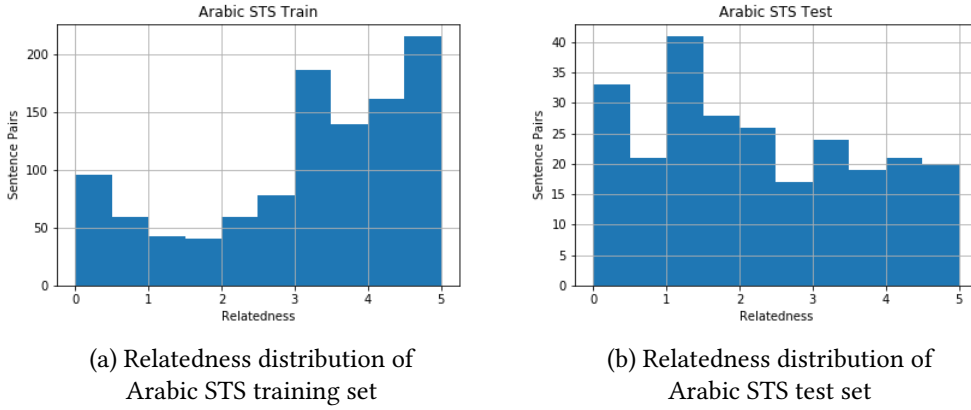 Arabic STS Train
200
150
100
50
0
Sentence Pairs
0 1 2 3 4 5
Relatedness
(a) Relatedness distribution of
Arabic STS training set
Arabic STS Test
40
35
30
25
20
15
10
5
0
Sentence Pairs
0 1 2 3 4 5
Relatedness
(b) Relatedness distribution of
Arabic STS test set